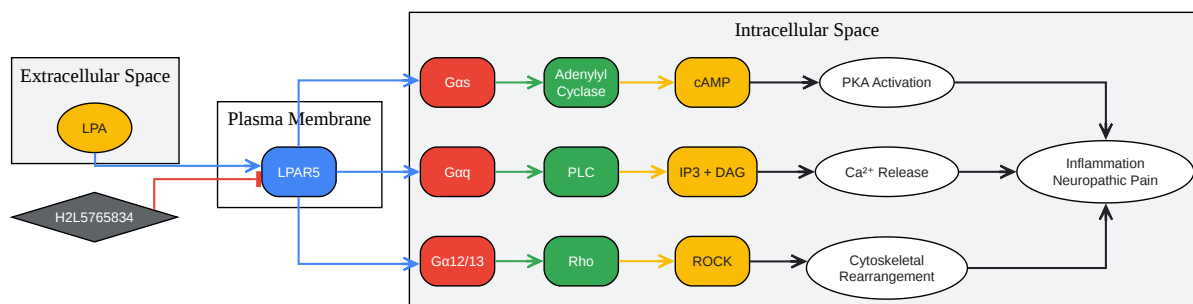 Intracellular Space
Extracellular Space
Plasma Membrane
LPA
H2L5765834
LPAR5
Gαs
Adenylyl
Cyclase
cAMP
PKA Activation
Gαq
PLC
IP3 + DAG
Ca²⁺ Release
Inflammation
Neuropathic Pain
Gα12/13
Rho
ROCK
Cytoskeletal
Rearrangement